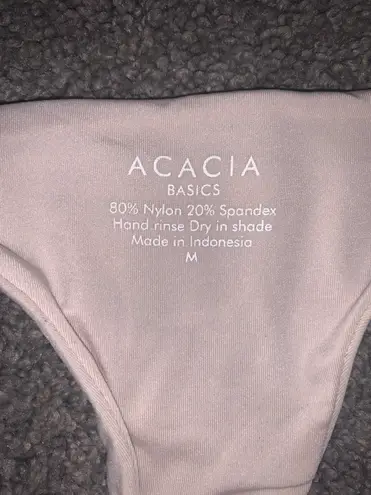 ACACIA
BASICS
80% Nylon 20% Spandex
Hand rinse Dry in shade
Made in Indonesia
M